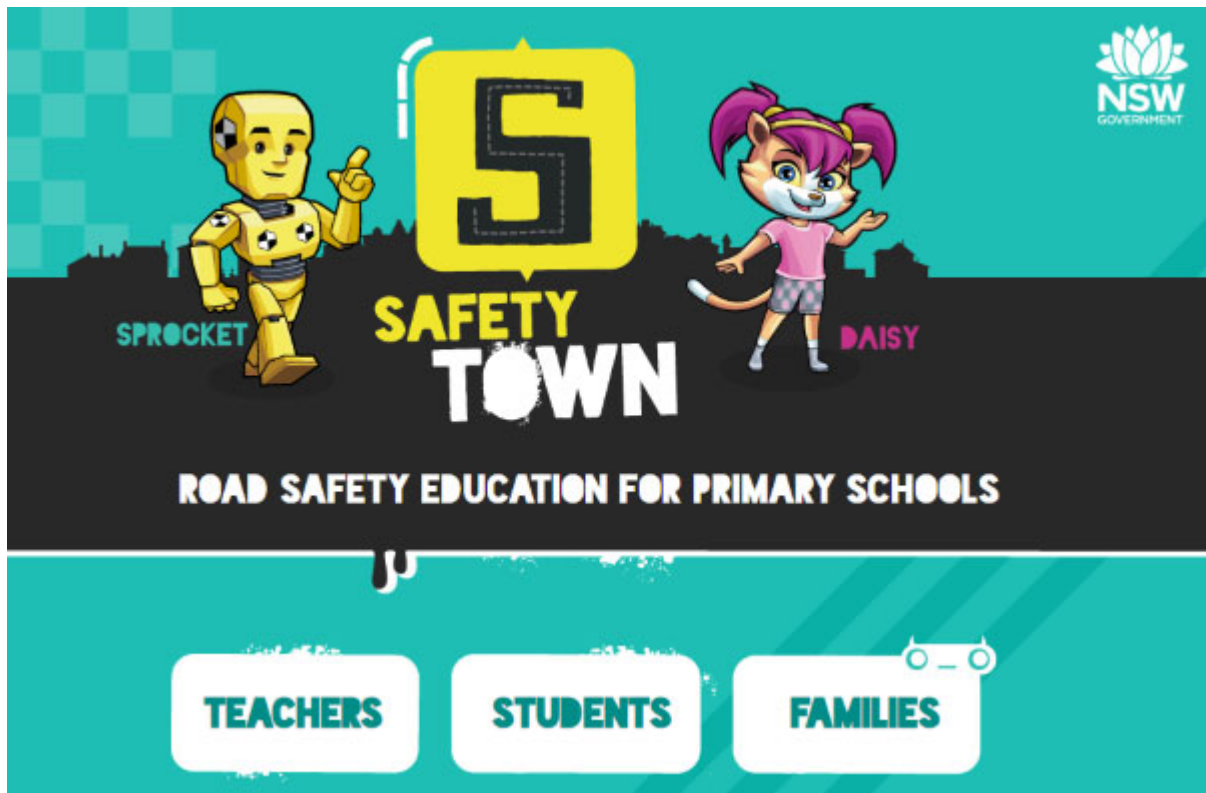 S
NSW
GOVERNMENT
SAFETY
TOWN
SPROCKET
DAISY
ROAD SAFETY EDUCATION FOR PRIMARY SCHOOLS
TEACHERS
STUDENTS
FAMILIES